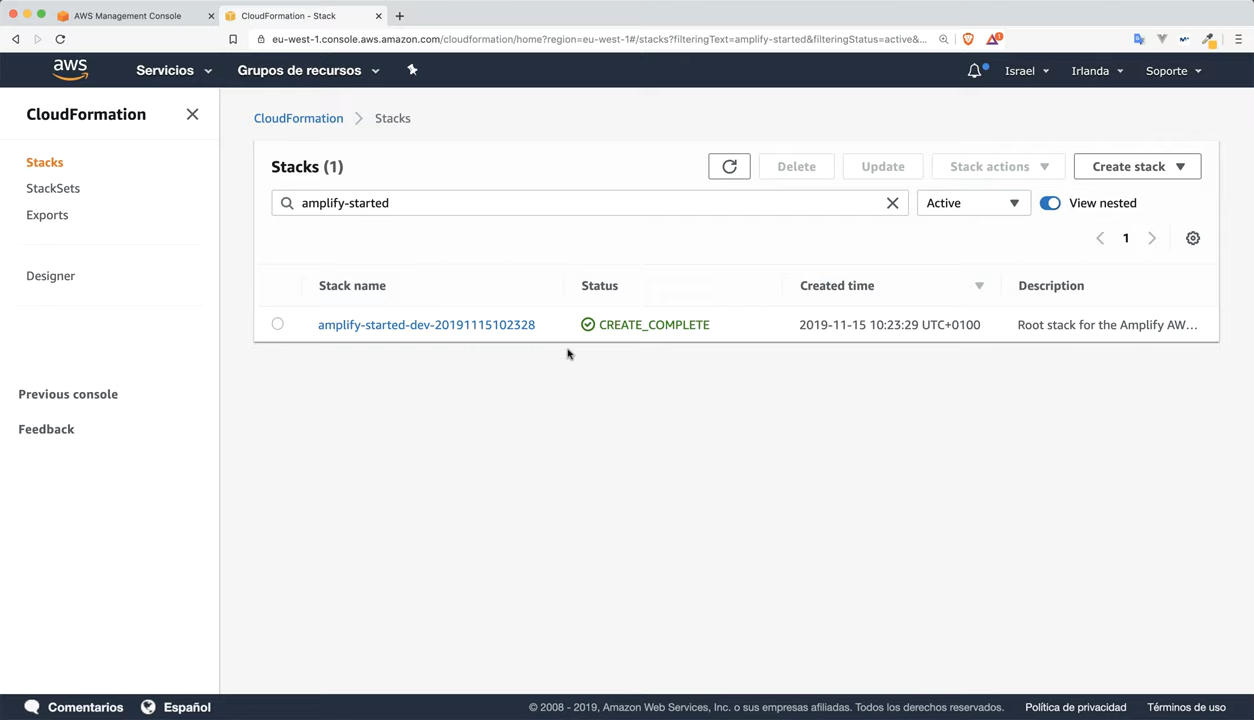 AWS Management Console
CloudFormation - Stack
eu-west-1.console.aws.amazon.com/cloudformation/home?region=eu-west-1#/stacks?filteringText=amplify-started&filteringStatus=active&...
1
aws
Servicios
Grupos de recursos
Israel
Irlanda
Soporte
CloudFormation
Stacks
StackSets
Exports
Designer
Previous console
Feedback
CloudFormation
Stacks
Stacks (1)
Delete
Update
Stack actions
Create stack
amplify-started
Active
View nested
1
Stack name
Status
Created time
Description
amplify-started-dev-20191115102328
CREATE_COMPLETE
2019-11-15 10:23:29 UTC+0100
Root stack for the Amplify AW...
Comentarios
Español
© 2008 - 2019, Amazon Web Services, Inc. o sus empresas afiliadas. Todos los derechos reservados.
Política de privacidad
Términos de uso